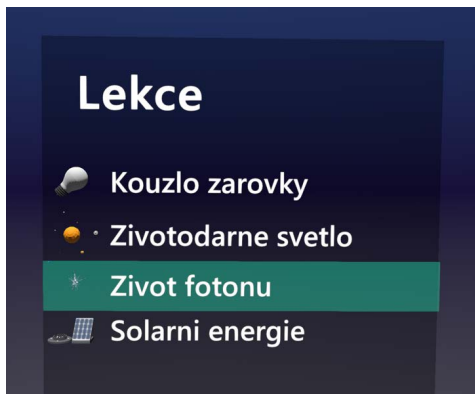 Lekce
Kouzlo zarovky
Zivotodarne svetlo
Zivot fotonu
Solarni energie